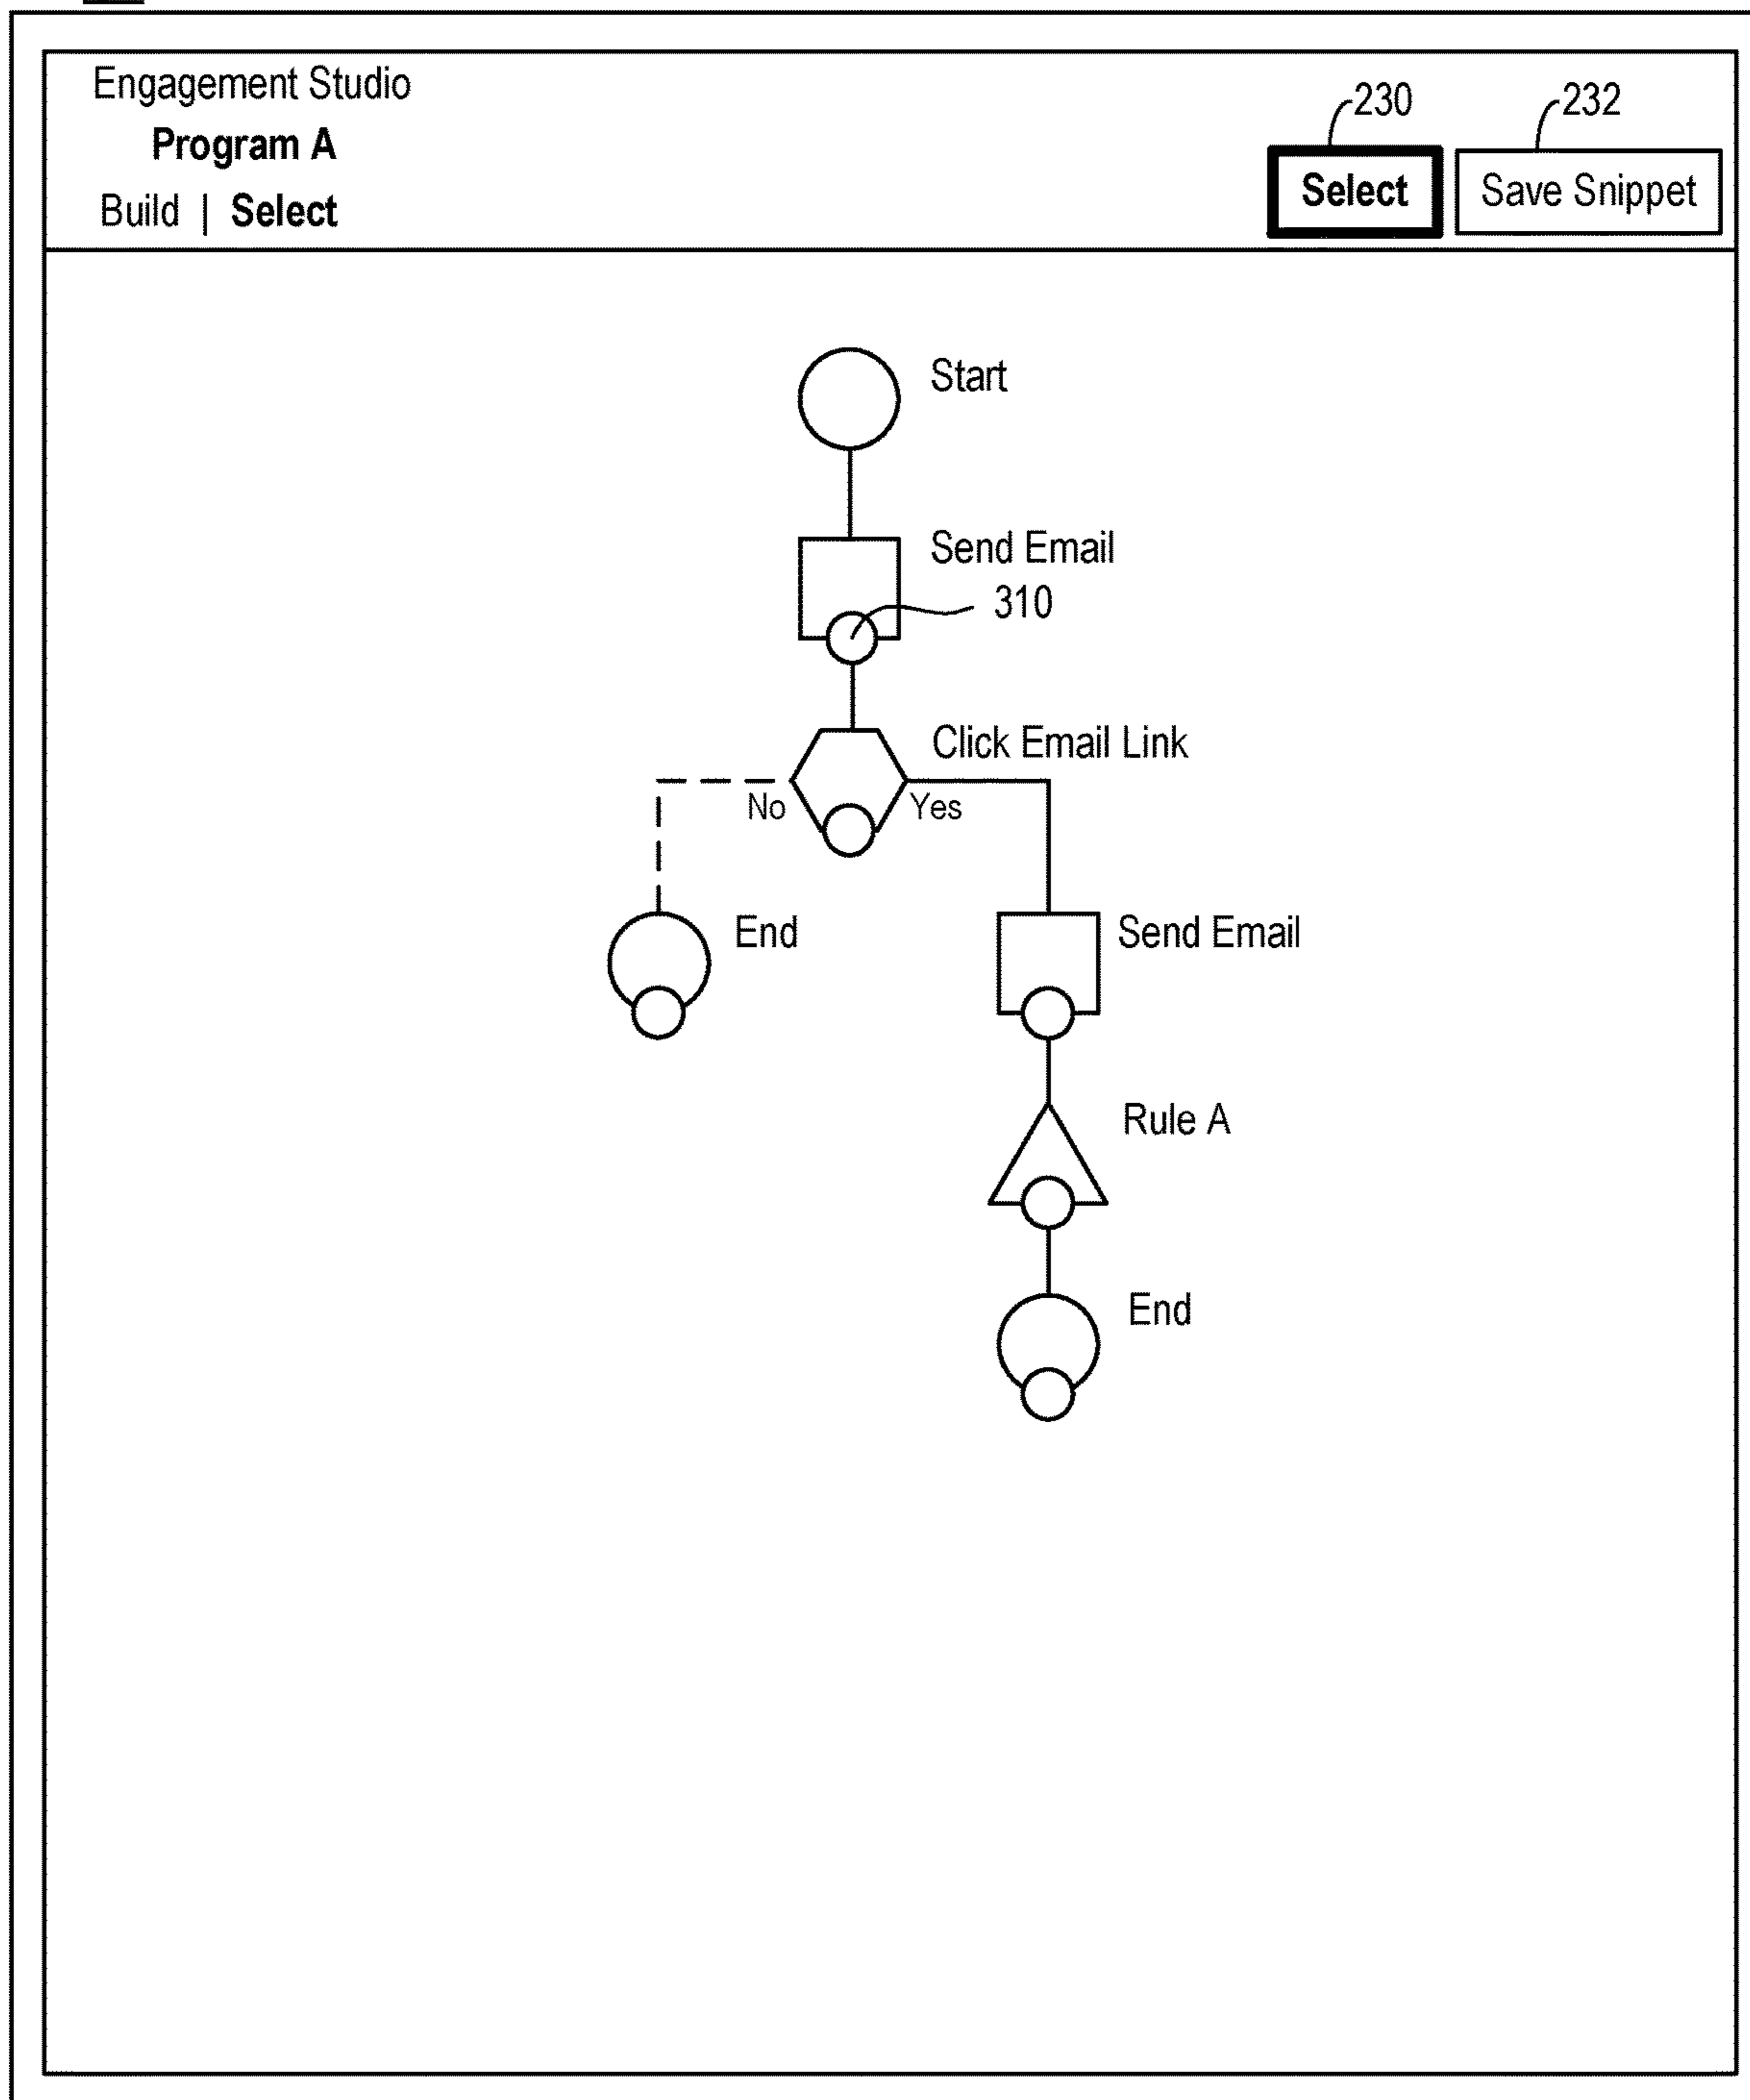 Engagement Studio
Program A
Build | Select
230
232
Select
Save Snippet
Start
Send Email
310
Click Email Link
No
Yes
End
Send Email
Rule A
End